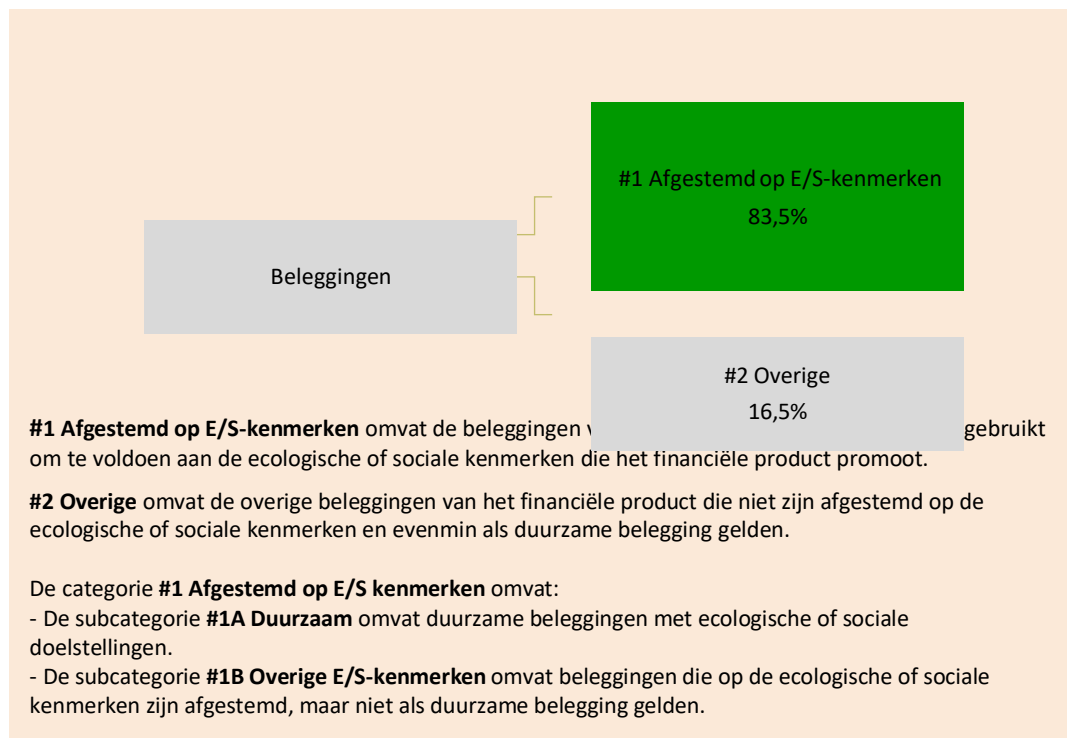 #1 Afgestemd op E/S-kenmerken
83,5%
Beleggingen
#2 Overige
16,5%
#1 Afgestemd op E/S-kenmerken omvat de beleggingen gebruikt
om te voldoen aan de ecologische of sociale kenmerken die het financiële product promoot.
#2 Overige omvat de overige beleggingen van het financiële product die niet zijn afgestemd op de
ecologische of sociale kenmerken en evenmin als duurzame belegging gelden.
De categorie #1 Afgestemd op E/S kenmerken omvat:
- De subcategorie #1A Duurzaam omvat duurzame beleggingen met ecologische of sociale
doelstellingen.
- De subcategorie #1B Overige E/S-kenmerken omvat beleggingen die op de ecologische of sociale
kenmerken zijn afgestemd, maar niet als duurzame belegging gelden.